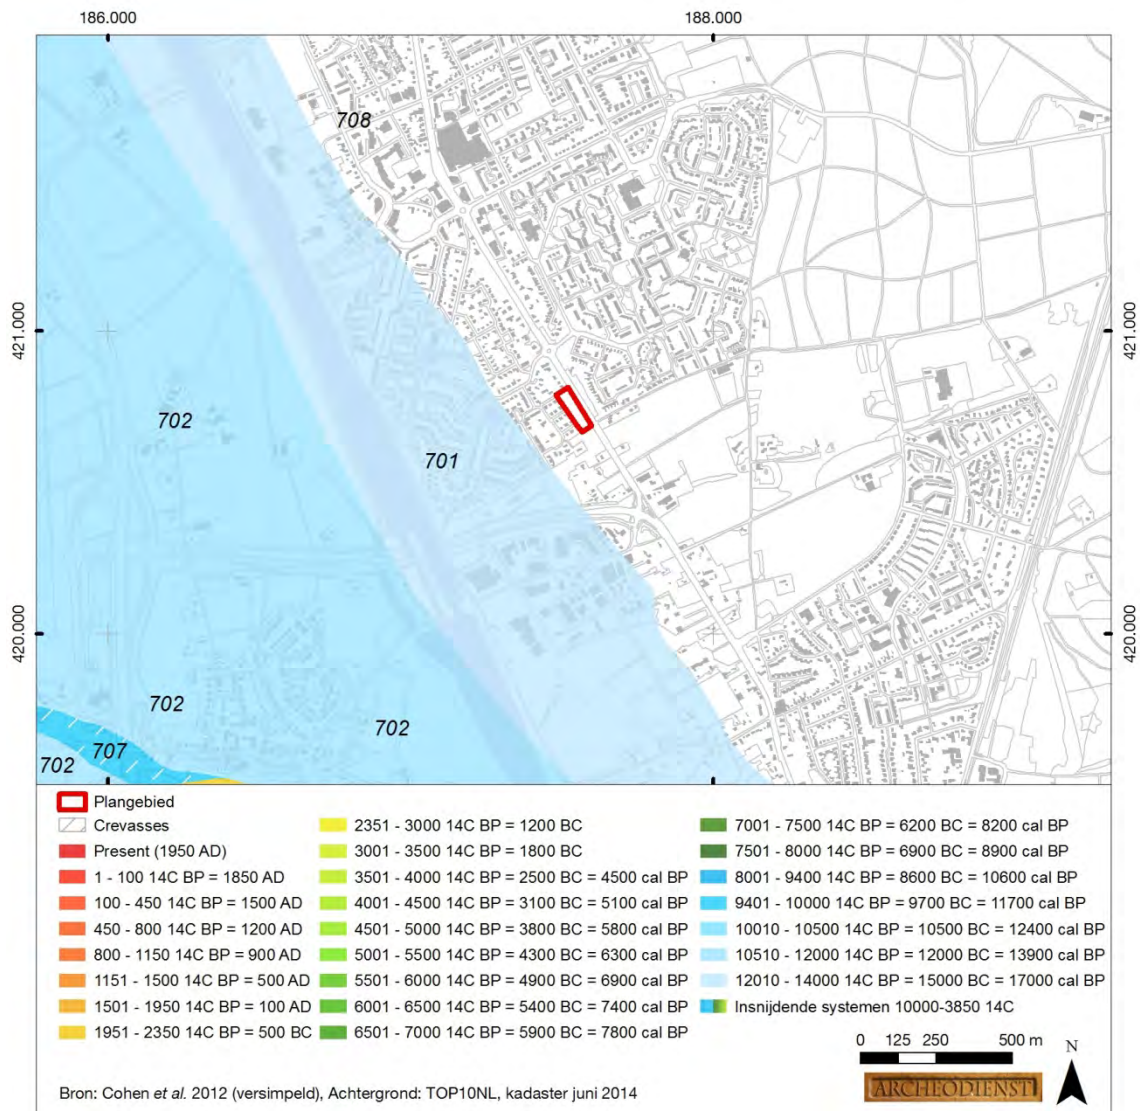 186.000 188.000
708
421.000 421.000
702
701
420.000 420.000
702
702
707
702
Plangebied
Crevasses
Present (1950 AD)
1 - 100 14C BP = 1850 AD
100 - 450 14C BP = 1500 AD
450 - 800 14C BP = 1200 AD
800 - 1150 14C BP = 900 AD
1151 - 1500 14C BP = 500 AD
1501 - 1950 14C BP = 100 AD
1951 - 2350 14C BP = 500 BC
2351 - 3000 14C BP = 1200 BC
3001 - 3500 14C BP = 1800 BC
3501 - 4000 14C BP = 2500 BC = 4500 cal BP
4001 - 4500 14C BP = 3100 BC = 5100 cal BP
4501 - 5000 14C BP = 3800 BC = 5800 cal BP
5001 - 5500 14C BP = 4300 BC = 6300 cal BP
5501 - 6000 14C BP = 4900 BC = 6900 cal BP
6001 - 6500 14C BP = 5400 BC = 7400 cal BP
6501 - 7000 14C BP = 5900 BC = 7800 cal BP
7001 - 7500 14C BP = 6200 BC = 8200 cal BP
7501 - 8000 14C BP = 6900 BC = 8900 cal BP
8001 - 9400 14C BP = 8600 BC = 10600 cal BP
9401 - 10000 14C BP = 9700 BC = 11700 cal BP
10010 - 10500 14C BP = 10500 BC = 12400 cal BP
10510 - 12000 14C BP = 12000 BC = 13900 cal BP
12010 - 14000 14C BP = 15000 BC = 17000 cal BP
Insnijdende systemen 10000-3850 14C
0 125 250 500 m
N
ARCHEODIENST
Bron: Cohen et al. 2012 (versimpeld), Achtergrond: TOP10NL, kadaster juni 2014